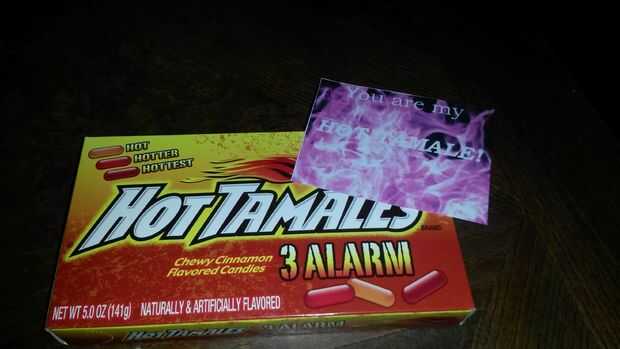 You are my
HOT TAMALE!
HOT
HOTTER
HOTTEST
HOT TAMALES
BRAND
Chewy Cinnamon
Flavored Candies
3 ALARM
NET WT 5.0 OZ (141g) NATURALLY & ARTIFICIALLY FLAVORED
HOT TAMALES 3 ALARM